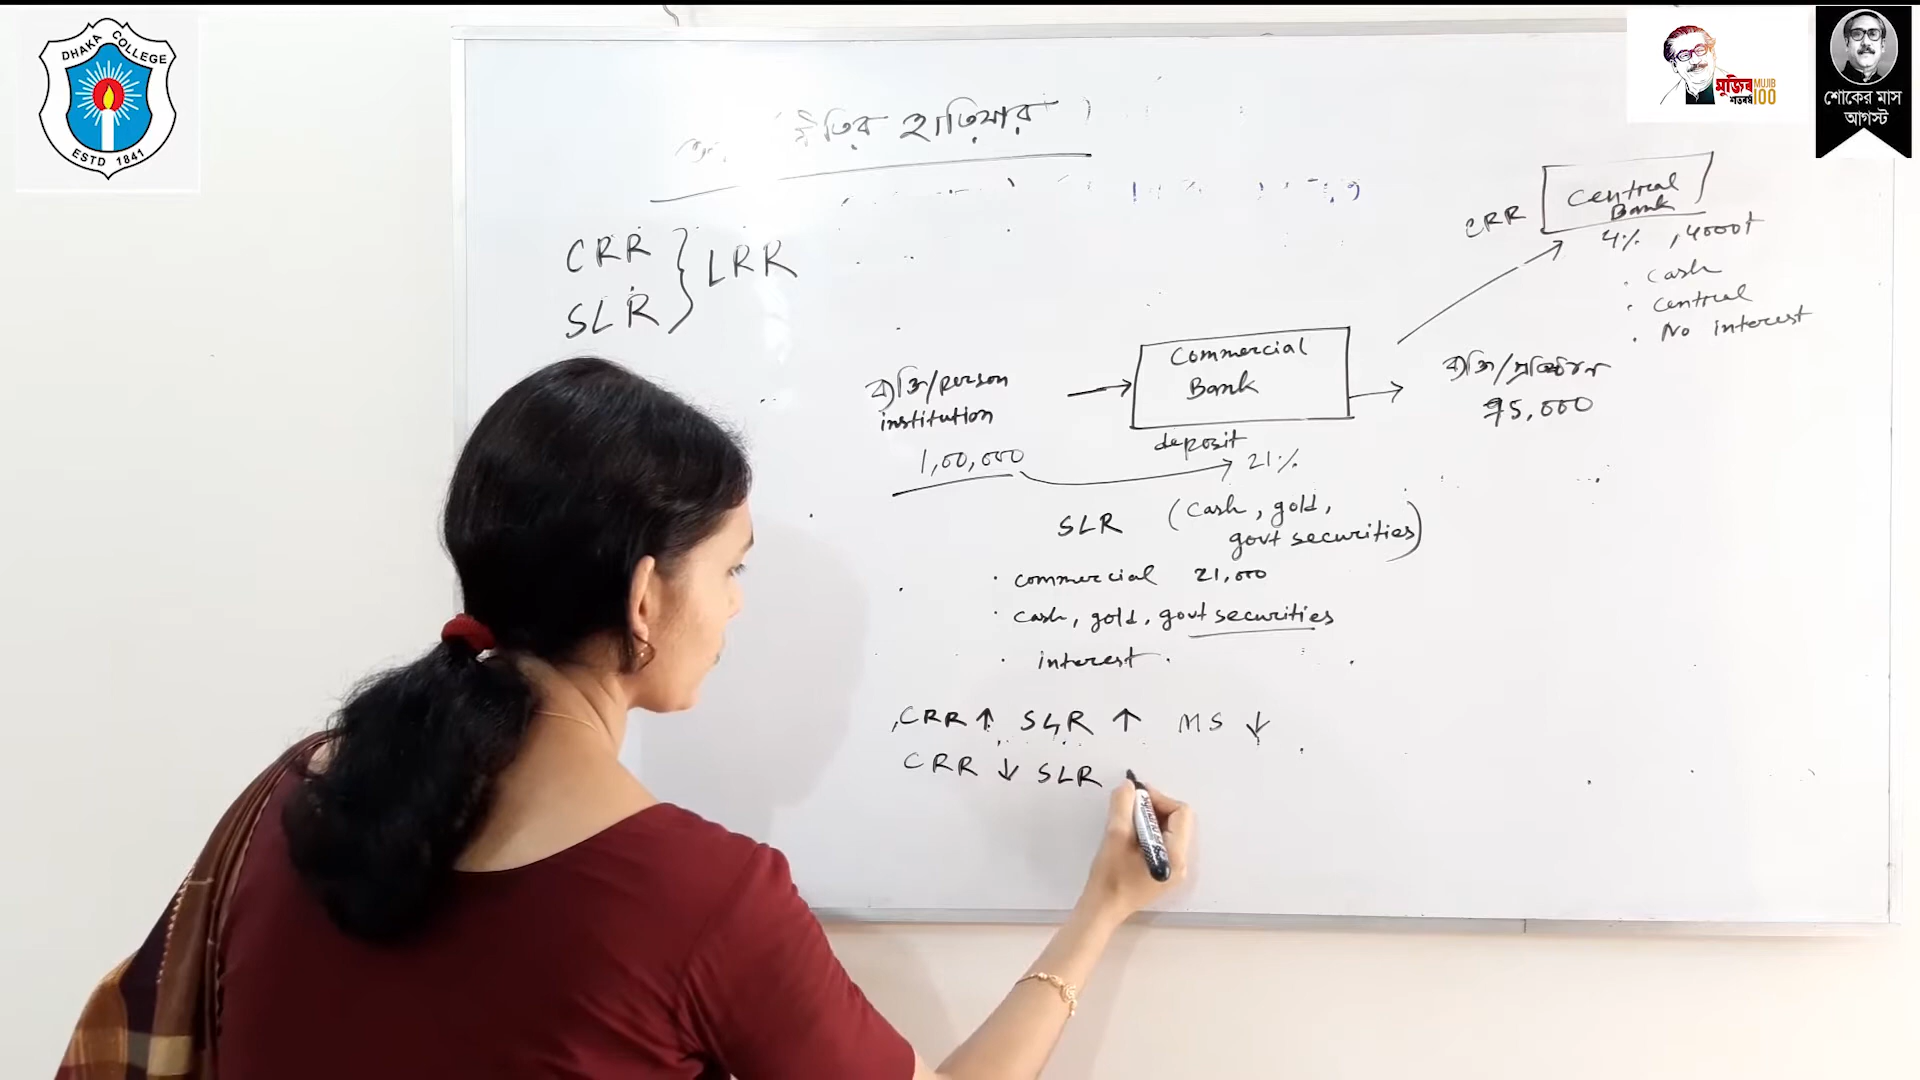 DHAKA COLLEGE
ESTD 1841
মুজিব MUJIB
শতবর্ষ 100
শোকের মাস
আগস্ট
নীতির হাতিয়ার
CRR
SLR
LRR
CRR
Central
Bank
4% , 4000t
· cash
· central
· No interest
ব্যক্তি/person
institution
1,00,000
Commercial
Bank
deposit
21%
ব্যক্তি/প্রতিষ্ঠান
75,000
SLR (cash, gold,
govt securities)
· commercial 21,000
· cash, gold, govt securities
· interest
CRR ↑ SLR ↑ MS ↓
CRR ↓ SLR